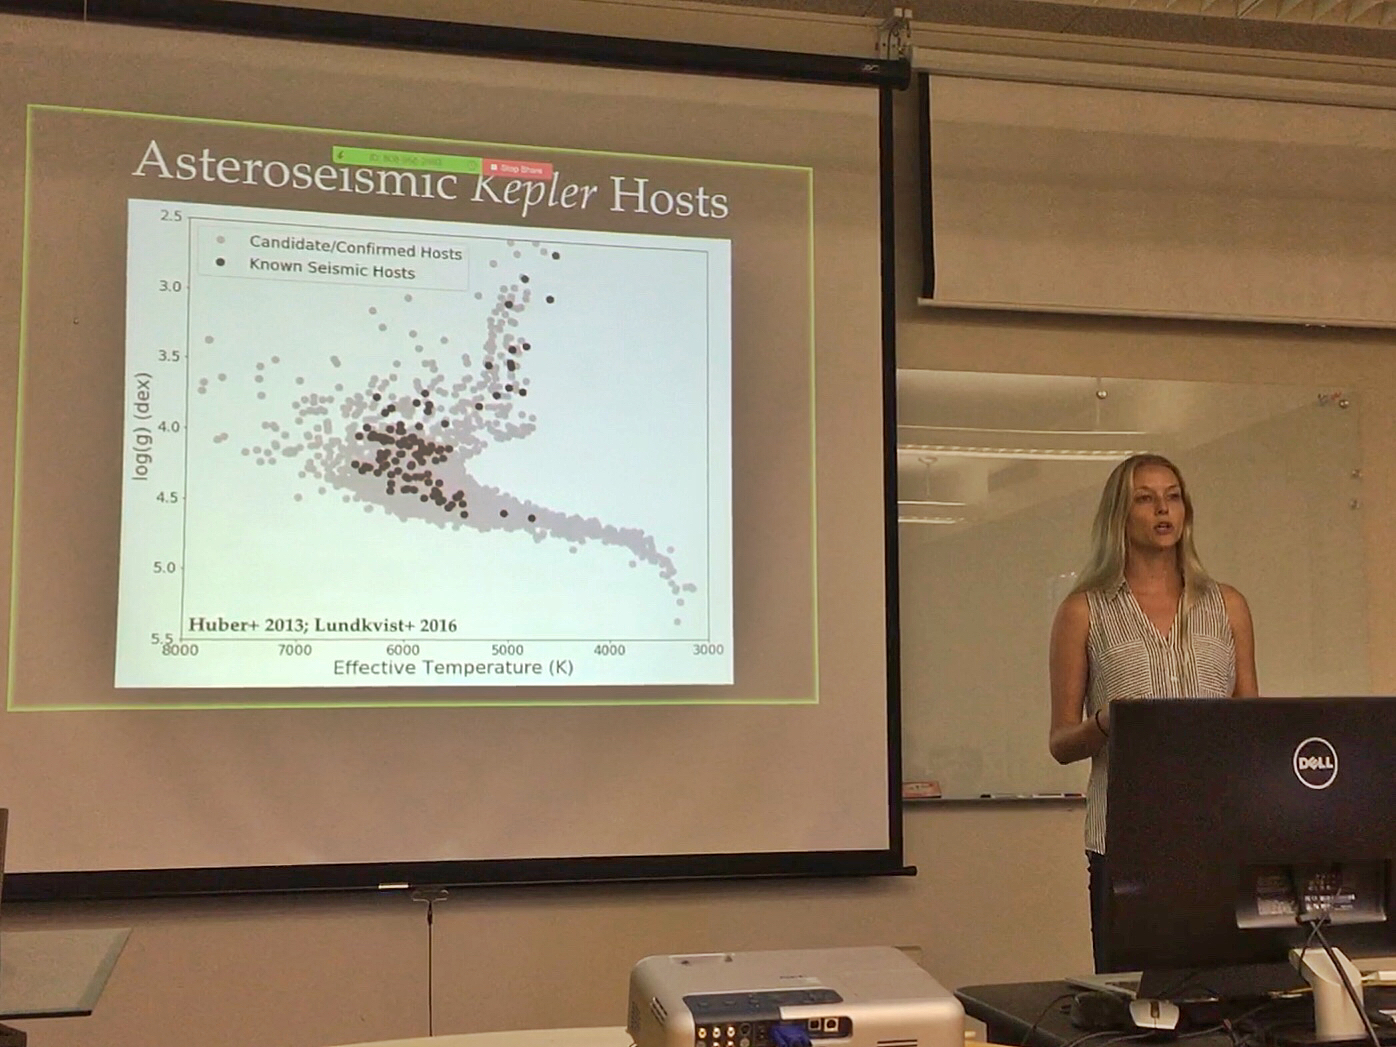 Asteroseismic Kepler Hosts
Stop Share
Candidate/Confirmed Hosts
Known Seismic Hosts
2.5
3.0
3.5
4.0
4.5
5.0
5.5
log(g) (dex)
Huber+ 2013; Lundkvist+ 2016
8000 7000 6000 5000 4000 3000
Effective Temperature (K)
DELL